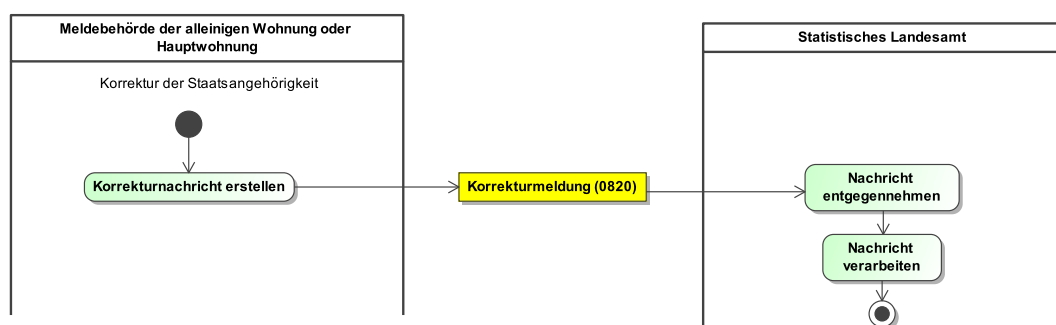 Meldebehörde der alleinigen Wohnung oder
Hauptwohnung
Korrektur der Staatsangehörigkeit
Korrekturnachricht erstellen
Korrekturmeldung (0820)
Statistisches Landesamt
Nachricht
entgegennehmen
Nachricht
verarbeiten